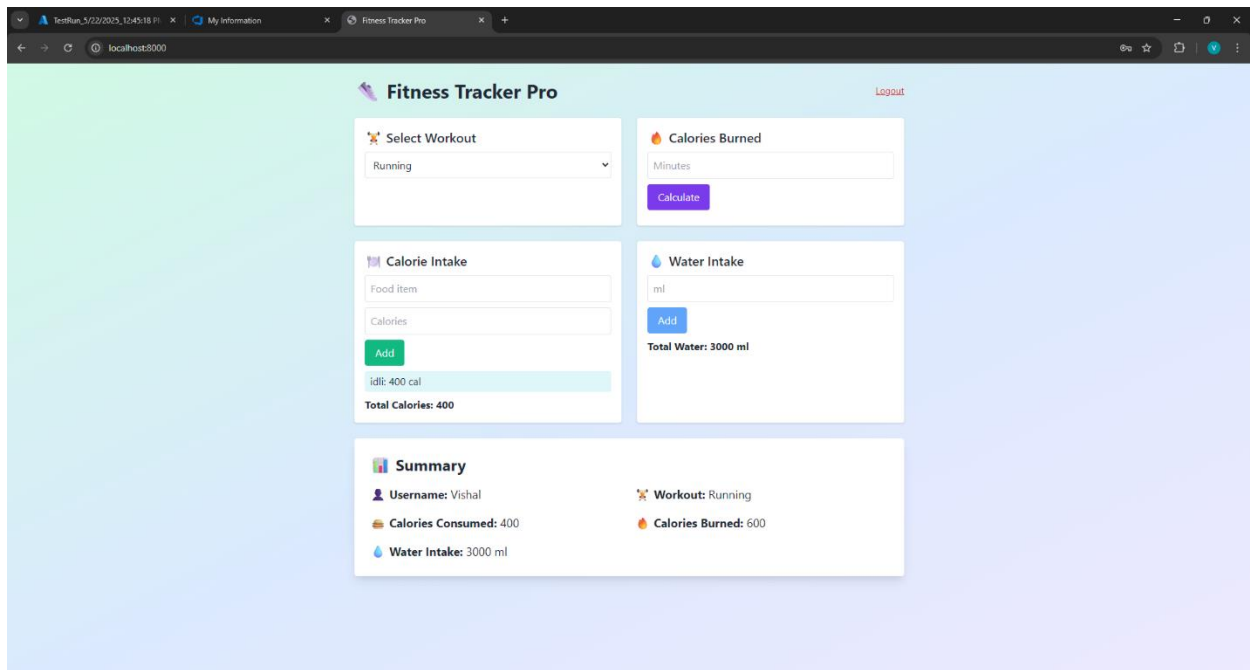 TestRun_5/22/2025_12:45:18 Pl
My Information
Fitness Tracker Pro
localhost:8000
V
Fitness Tracker Pro
Logout
Select Workout
Running
Calories Burned
Minutes
Calculate
Calorie Intake
Food item
Calories
Add
idli: 400 cal
Total Calories: 400
Water Intake
ml
Add
Total Water: 3000 ml
Summary
Username: Vishal
Workout: Running
Calories Consumed: 400
Calories Burned: 600
Water Intake: 3000 ml